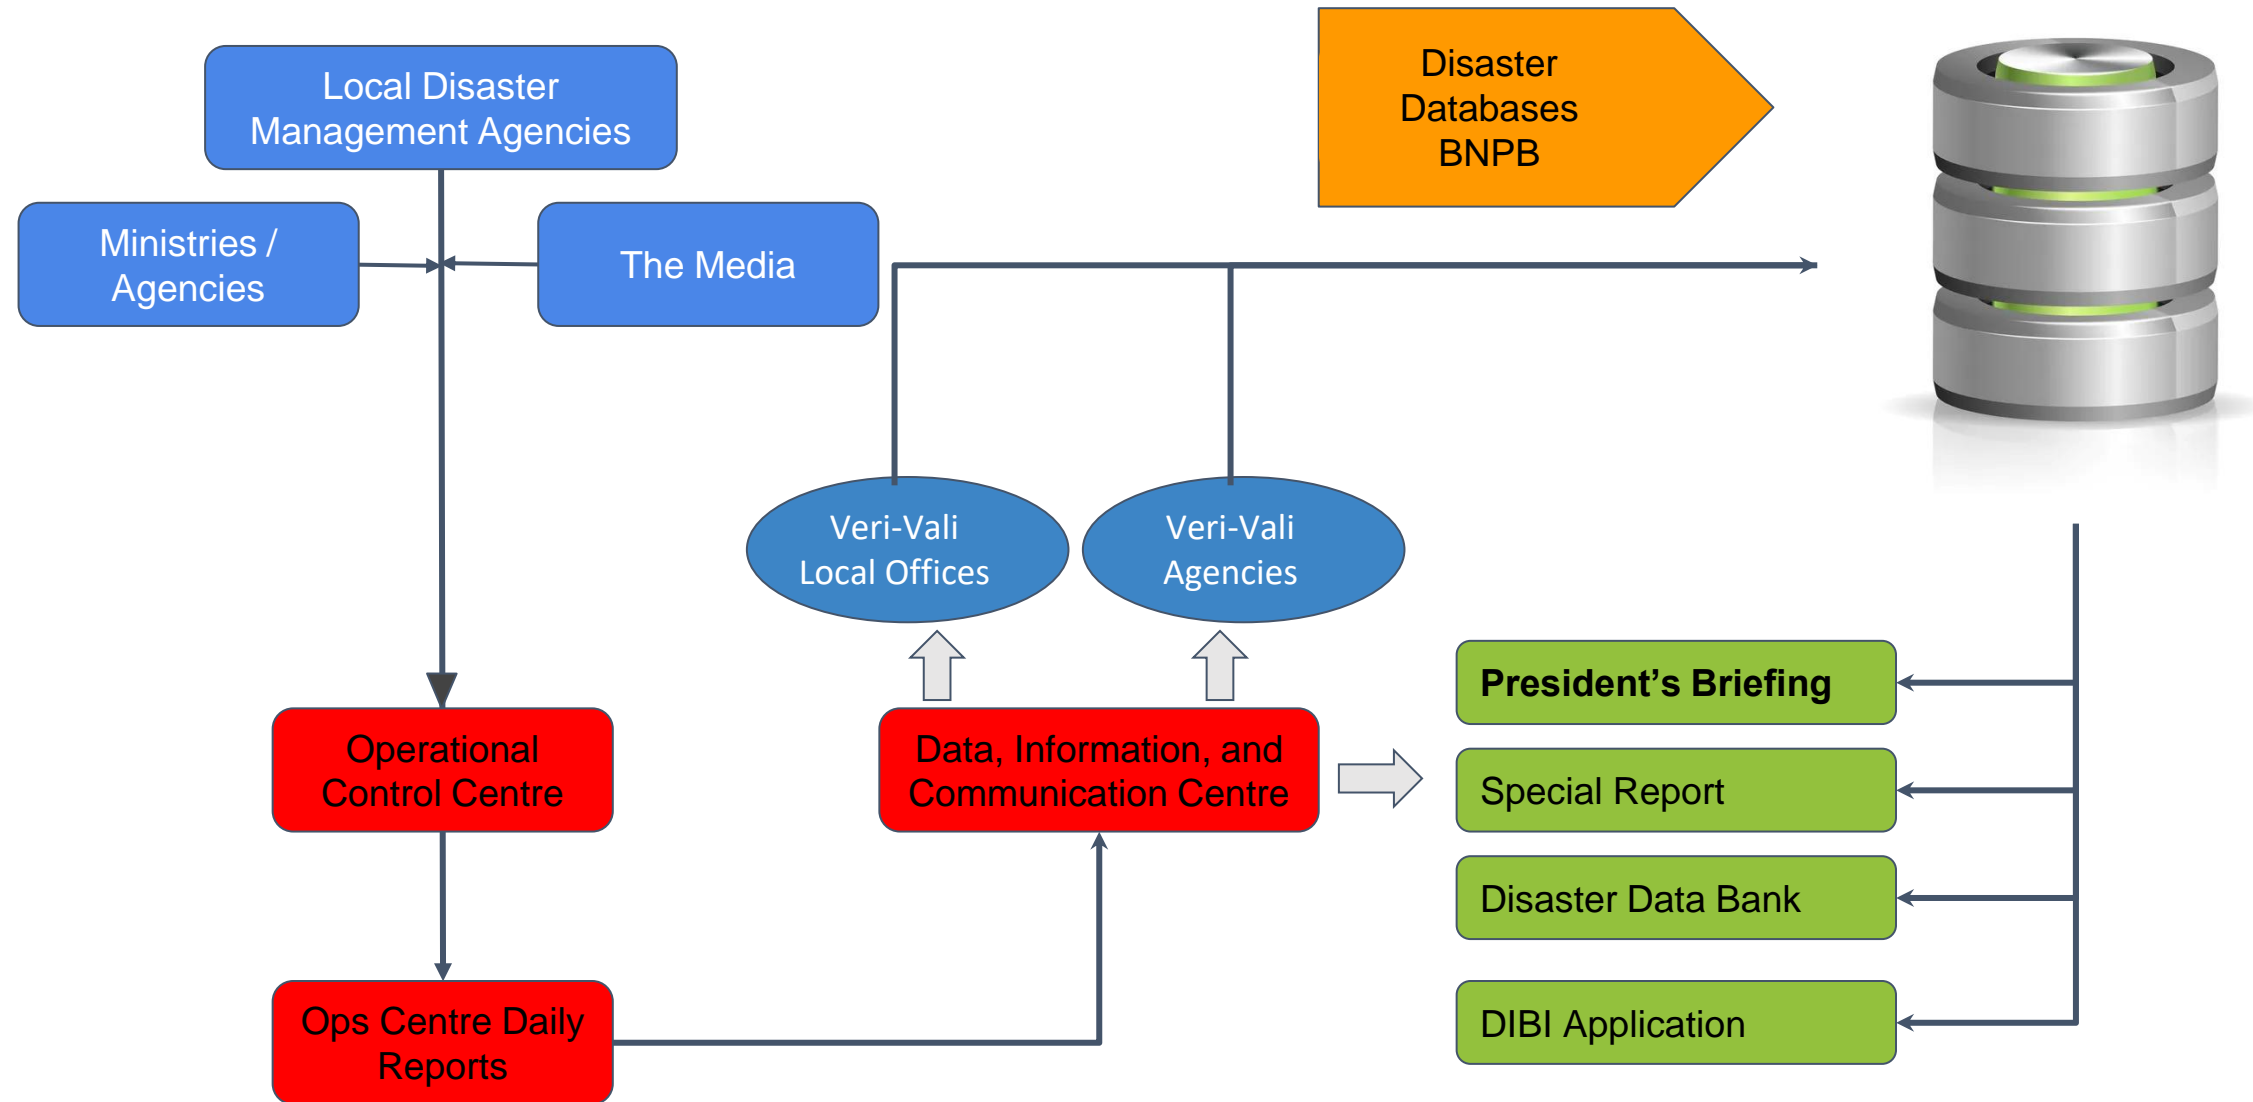 Local Disaster
Management Agencies
Ministries /
Agencies
The Media
Disaster
Databases
BNPB
Veri-Vali
Local Offices
Veri-Vali
Agencies
Operational
Control Centre
Data, Information, and
Communication Centre
Ops Centre Daily
Reports
President’s Briefing
Special Report
Disaster Data Bank
DIBI Application